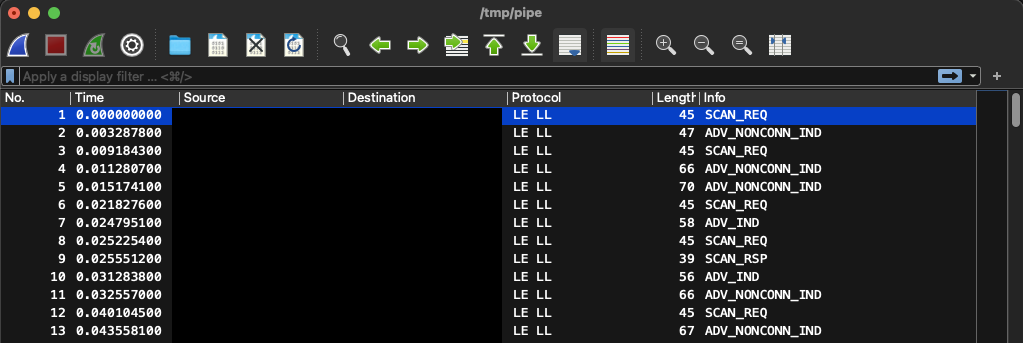 /tmp/pipe
Apply a display filter ... <⌘/>
No. Time Source Destination Protocol Length Info
1 0.000000000 LE LL 45 SCAN_REQ
2 0.003287800 LE LL 47 ADV_NONCONN_IND
3 0.009184300 LE LL 45 SCAN_REQ
4 0.011280700 LE LL 66 ADV_NONCONN_IND
5 0.015174100 LE LL 70 ADV_NONCONN_IND
6 0.021827600 LE LL 45 SCAN_REQ
7 0.024795100 LE LL 58 ADV_IND
8 0.025225400 LE LL 45 SCAN_REQ
9 0.025551200 LE LL 39 SCAN_RSP
10 0.031283800 LE LL 56 ADV_IND
11 0.032557000 LE LL 66 ADV_NONCONN_IND
12 0.040104500 LE LL 45 SCAN_REQ
13 0.043558100 LE LL 67 ADV_NONCONN_IND